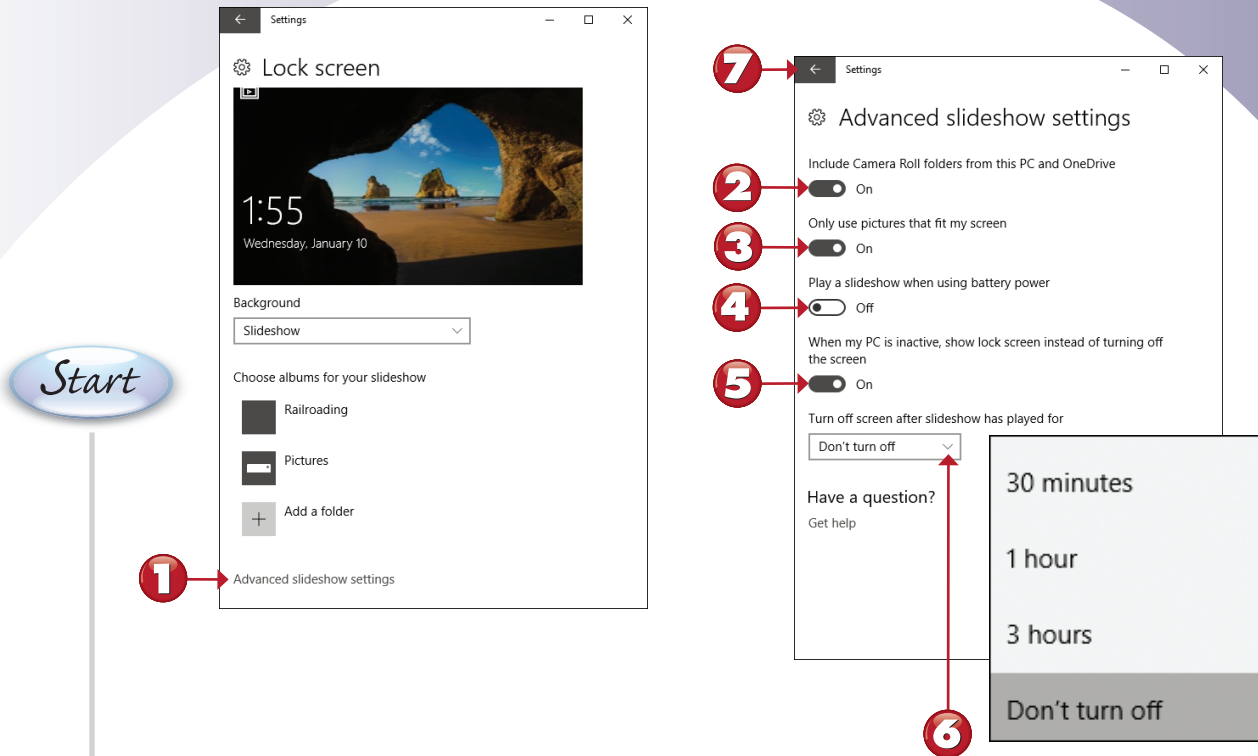 Settings
Lock screen
1:55
Wednesday, January 10
Background
Slideshow
Choose albums for your slideshow
Railroading
Pictures
Add a folder
1
Advanced slideshow settings
Start
7
Settings
Advanced slideshow settings
Include Camera Roll folders from this PC and OneDrive
2
On
Only use pictures that fit my screen
3
On
Play a slideshow when using battery power
4
Off
When my PC is inactive, show lock screen instead of turning off
the screen
5
On
Turn off screen after slideshow has played for
Don't turn off
Have a question?
Get help
6
30 minutes
1 hour
3 hours
Don't turn off